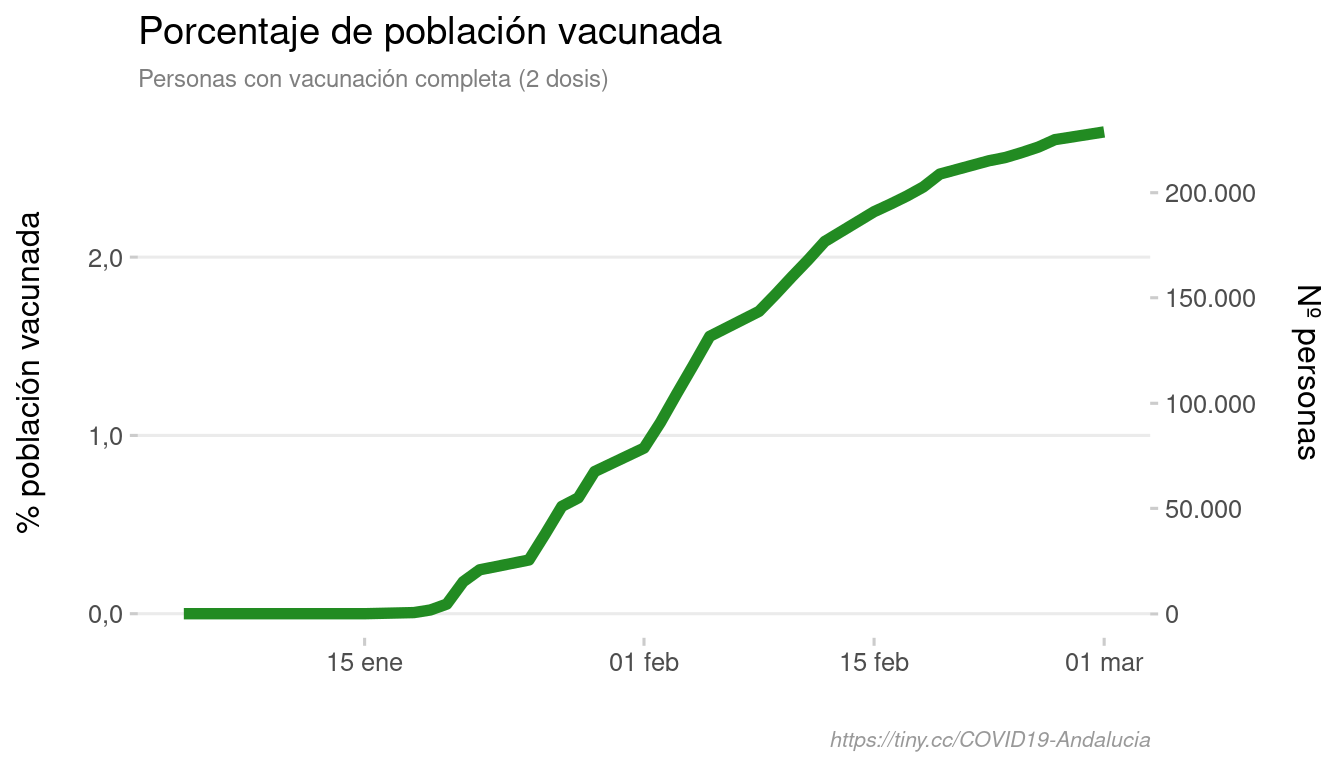 Porcentaje de población vacunada
Personas con vacunación completa (2 dosis)
% población vacunada
2,0
1,0
0,0
200.000
150.000
100.000
50.000
0
Nº personas
15 ene
01 feb
15 feb
01 mar
https://tiny.cc/COVID19-Andalucia